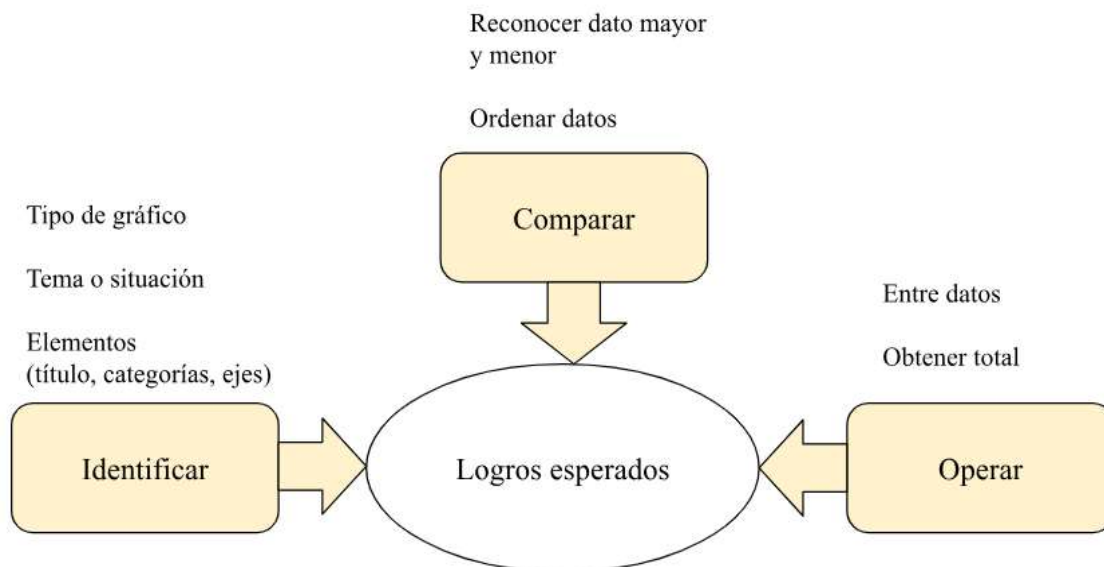 Reconocer dato mayor
y menor
Ordenar datos
Comparar
Tipo de gráfico
Tema o situación
Elementos
(título, categorías, ejes)
Identificar
Entre datos
Obtener total
Operar
Logros esperados